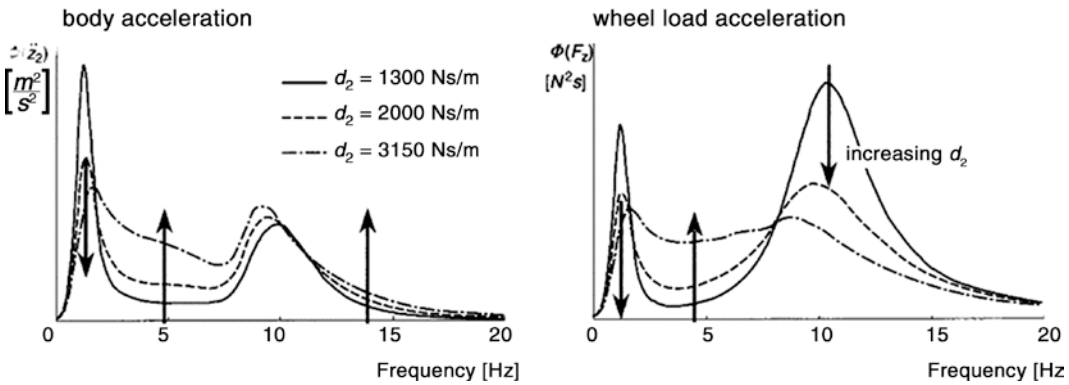 body acceleration
(z̈₂)
[m²/s²]
d₂ = 1300 Ns/m
d₂ = 2000 Ns/m
d₂ = 3150 Ns/m
0 5 10 15 20
Frequency [Hz]
wheel load acceleration
Φ(F_z)
[N²s]
increasing d₂
0 5 10 15 20
Frequency [Hz]